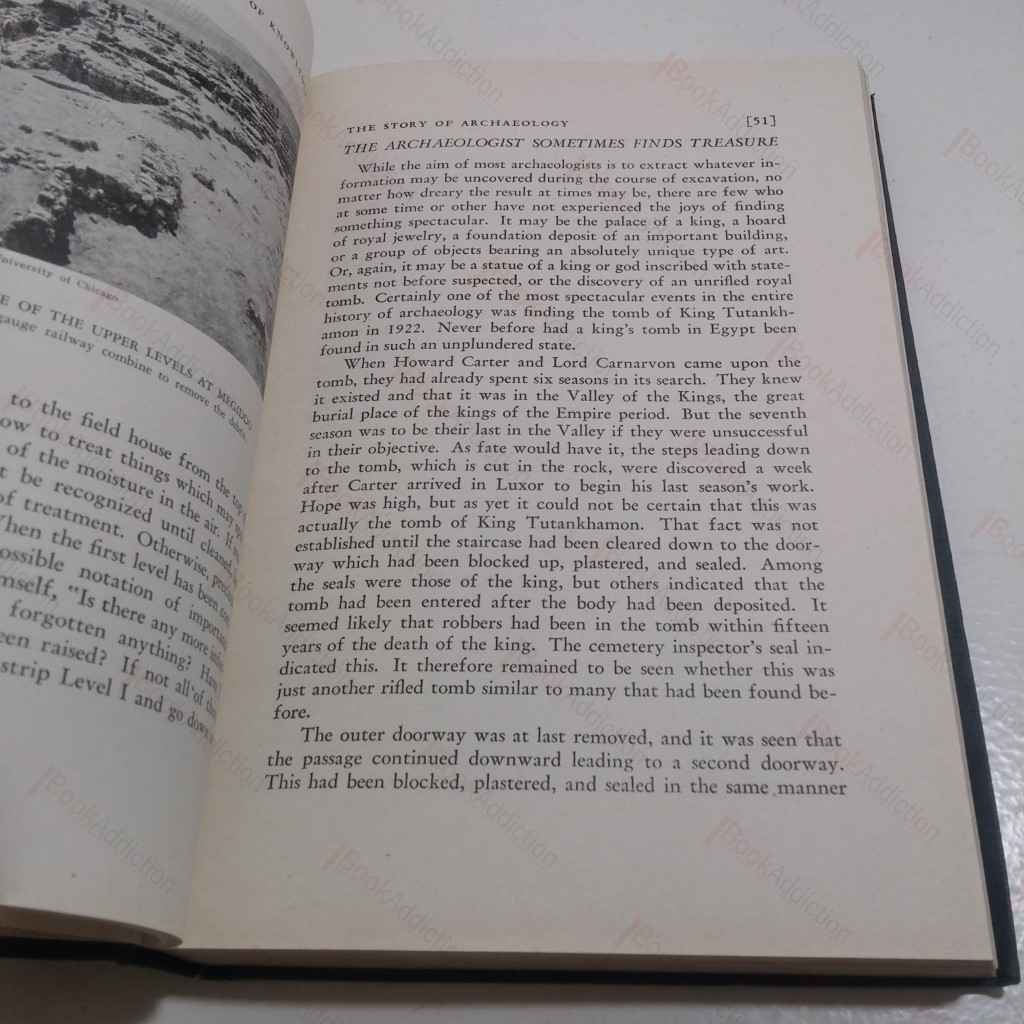 OF
University of Chicago
E OF THE UPPER LEVELS AT MEGIDDO
gauge railway combine to remove the debris.
to the field house from the top
ow to treat things which may
of the moisture in the air. If
t be recognized until cleaned
of treatment. Otherwise,
When the first level has been
possible notation of
mself, "Is there any more
forgotten anything? Have
een raised? If not all of
strip Level I and go down
THE STORY OF ARCHAEOLOGY [51]
THE ARCHAEOLOGIST SOMETIMES FINDS TREASURE
While the aim of most archaeologists is to extract whatever in-
formation may be uncovered during the course of excavation, no
matter how dreary the result at times may be, there are few who
at some time or other have not experienced the joys of finding
something spectacular. It may be the palace of a king, a hoard
of royal jewelry, a foundation deposit of an important building,
or a group of objects bearing an absolutely unique type of art.
Or, again, it may be a statue of a king or god inscribed with state-
ments not before suspected, or the discovery of an unrifled royal
tomb. Certainly one of the most spectacular events in the entire
history of archaeology was finding the tomb of King Tutankh-
amon in 1922. Never before had a king's tomb in Egypt been
found in such an unplundered state.
When Howard Carter and Lord Carnarvon came upon the
tomb, they had already spent six seasons in its search. They knew
it existed and that it was in the Valley of the Kings, the great
burial place of the kings of the Empire period. But the seventh
season was to be their last in the Valley if they were unsuccessful
in their objective. As fate would have it, the steps leading down
to the tomb, which is cut in the rock, were discovered a week
after Carter arrived in Luxor to begin his last season's work.
Hope was high, but as yet it could not be certain that this was
actually the tomb of King Tutankhamon. That fact was not
established until the staircase had been cleared down to the door-
way which had been blocked up, plastered, and sealed. Among
the seals were those of the king, but others indicated that the
tomb had been entered after the body had been deposited. It
seemed likely that robbers had been in the tomb within fifteen
years of the death of the king. The cemetery inspector's seal in-
dicated this. It therefore remained to be seen whether this was
just another rifled tomb similar to many that had been found be-
fore.
The outer doorway was at last removed, and it was seen that
the passage continued downward leading to a second doorway.
This had been blocked, plastered, and sealed in the same manner